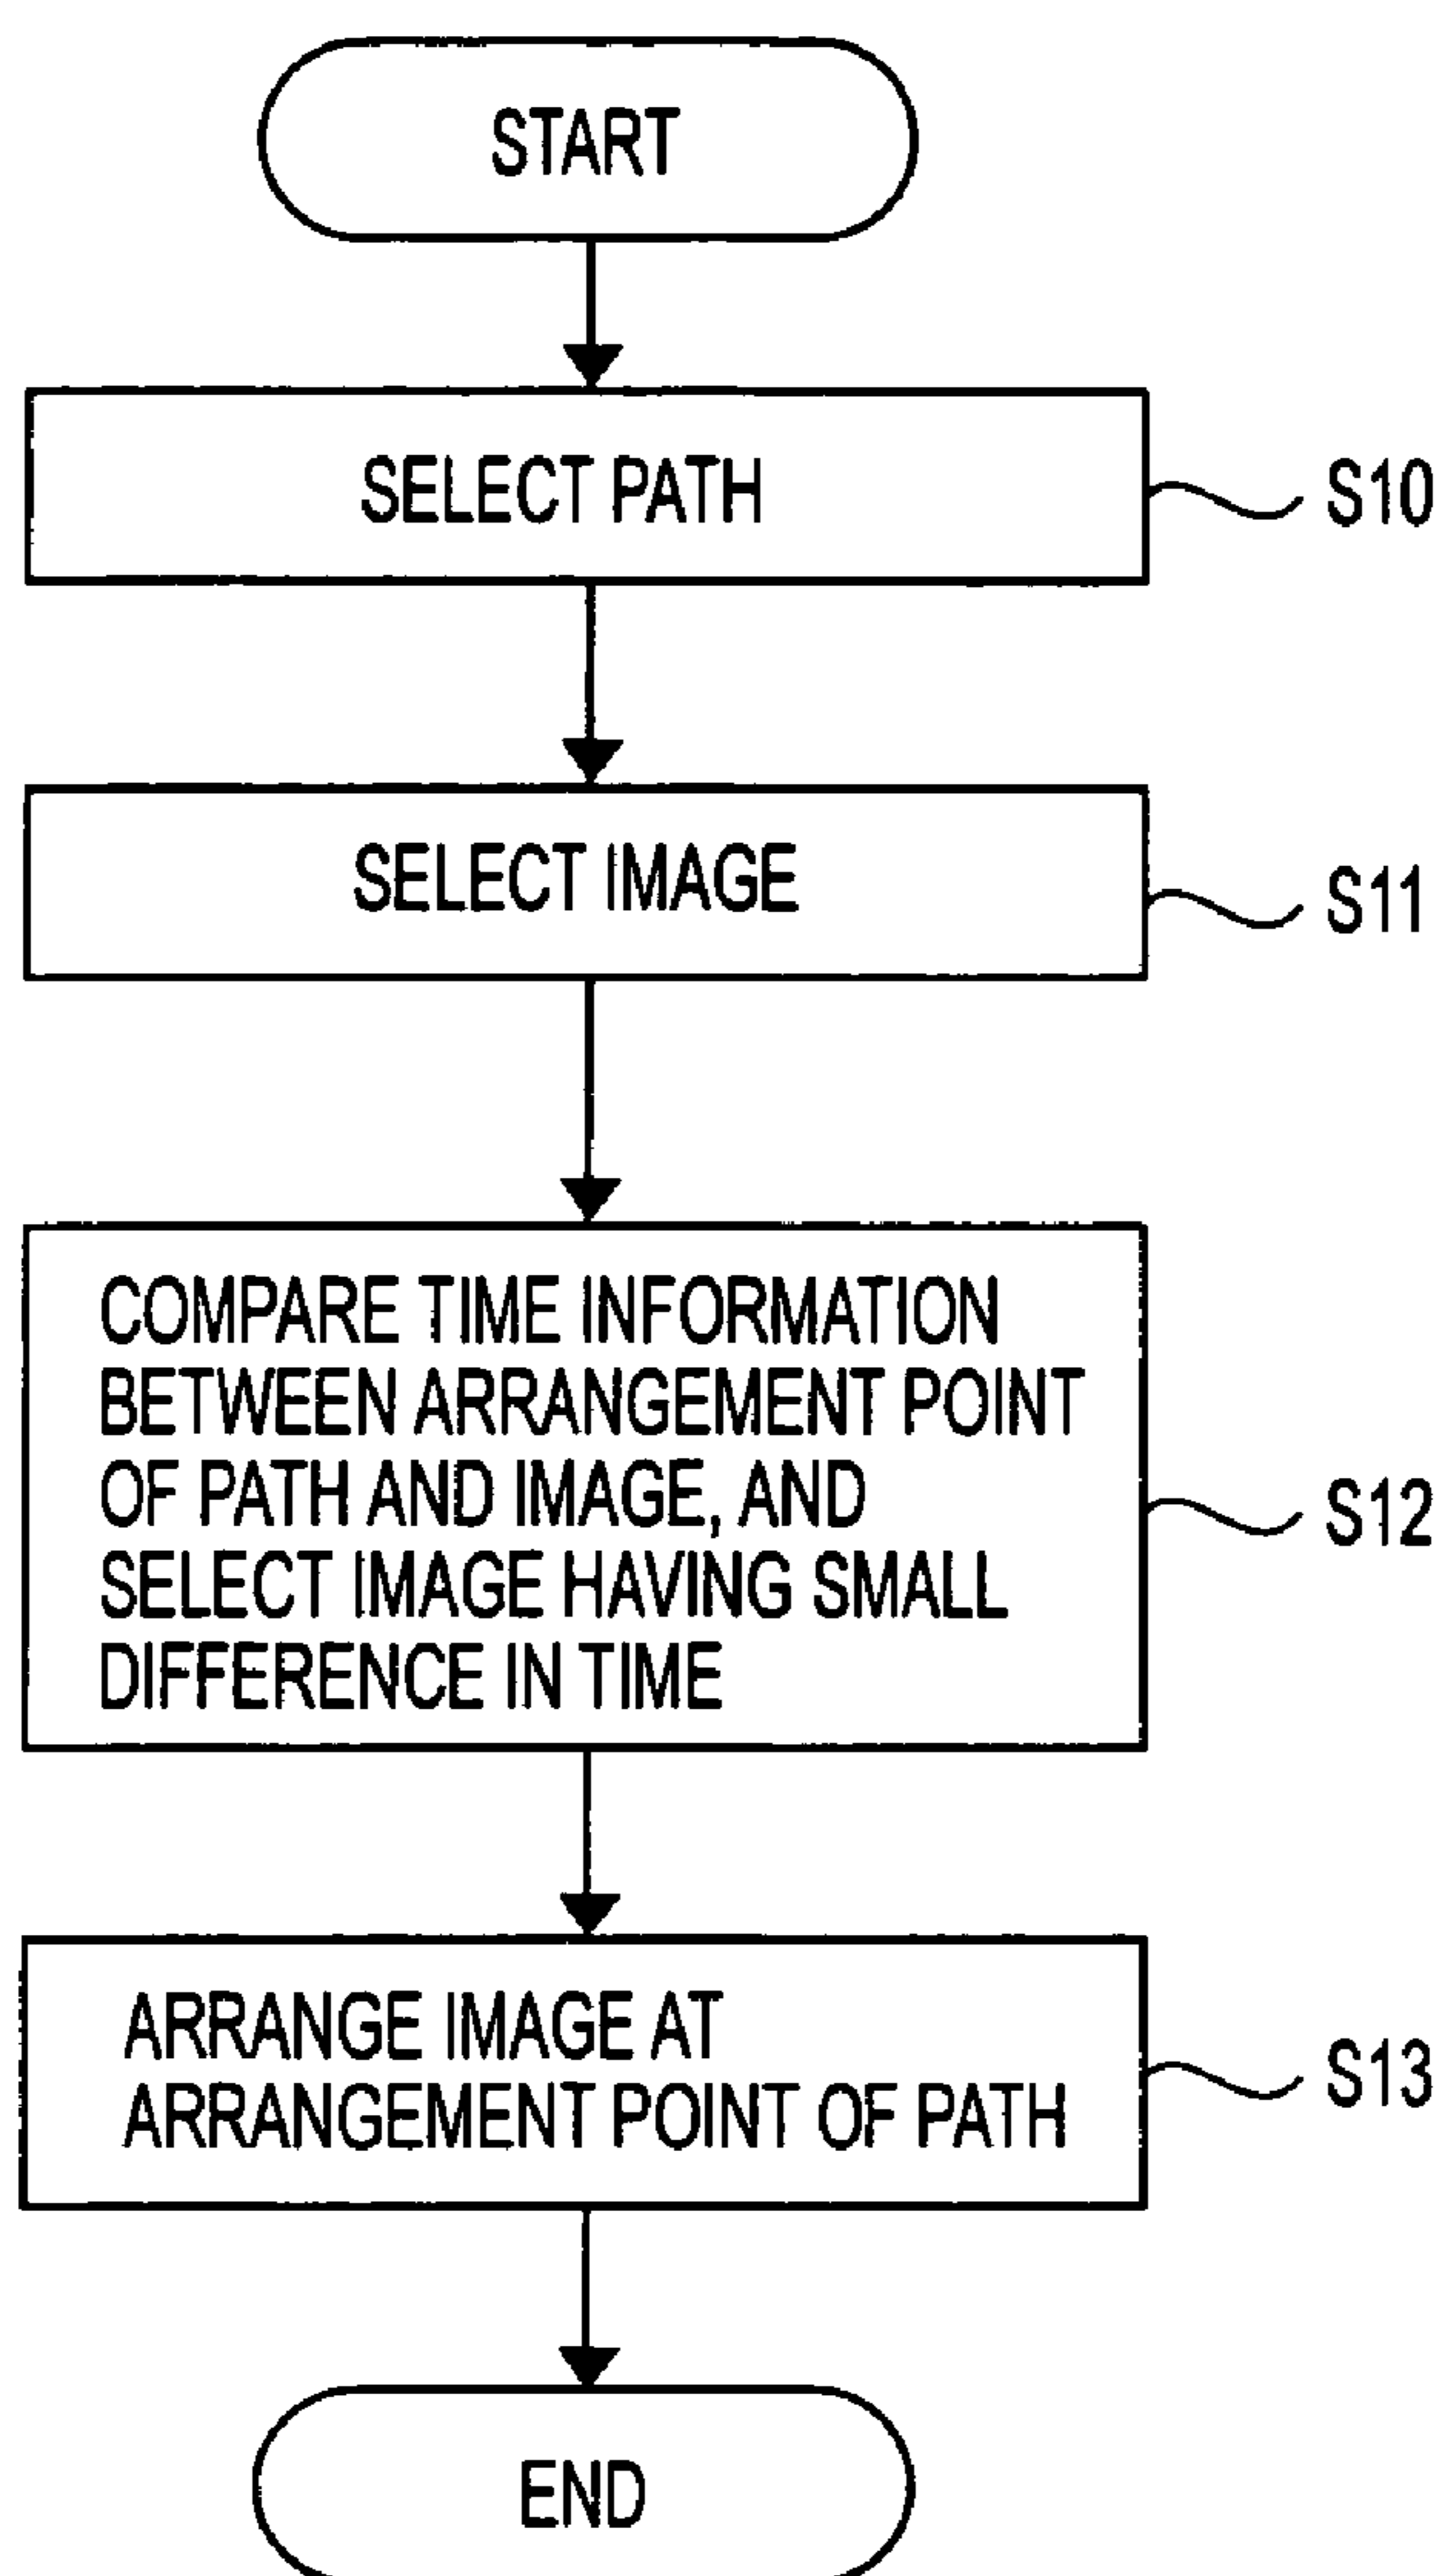 START
SELECT PATH
S10
SELECT IMAGE
S11
COMPARE TIME INFORMATION
BETWEEN ARRANGEMENT POINT
OF PATH AND IMAGE, AND
SELECT IMAGE HAVING SMALL
DIFFERENCE IN TIME
S12
ARRANGE IMAGE AT
ARRANGEMENT POINT OF PATH
S13
END